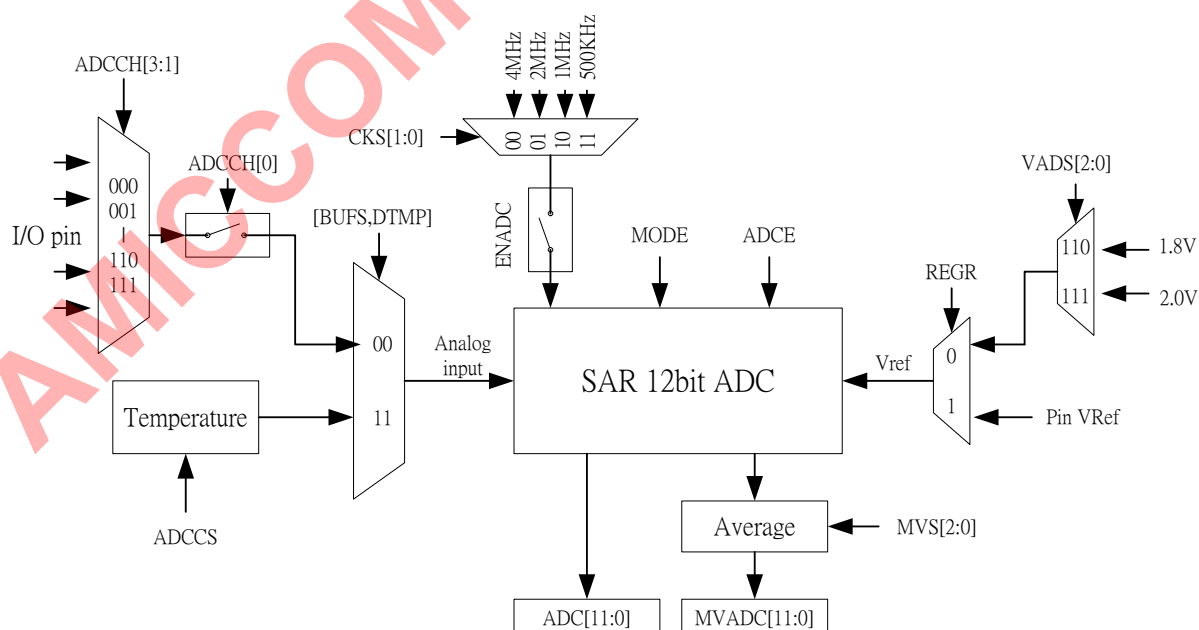 AMICCOM
ADCCH[3:1]
4MHz
2MHz
1MHz
500KHz
CKS[1:0]
00
01
10
11
ADCCH[0]
VADS[2:0]
000
001
110
111
I/O pin
[BUFS,DTMP]
ENADC
MODE
ADCE
110
111
1.8V
2.0V
REGR
00
11
Analog
input
SAR 12bit ADC
Vref
0
1
Pin VRef
Temperature
ADCCS
Average
MVS[2:0]
ADC[11:0]
MVADC[11:0]